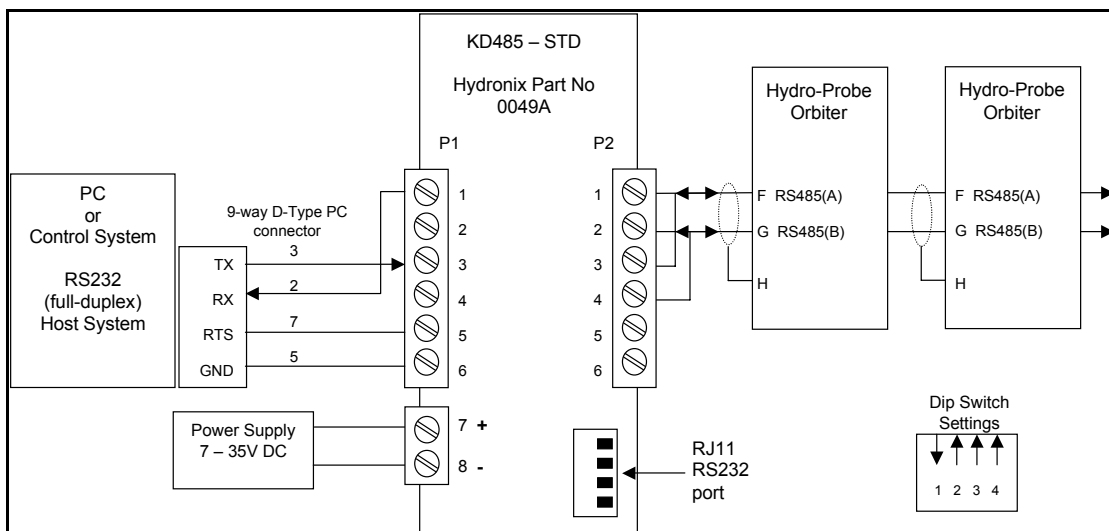 KD485 – STD
Hydronix Part No
0049A
P1
P2
1
2
3
4
5
6
7 +
8 -
1
2
3
4
5
6
PC
or
Control System
RS232
(full-duplex)
Host System
9-way D-Type PC
connector
TX
3
RX
2
RTS
7
GND
5
Power Supply
7 – 35V DC
RJ11
RS232
port
Hydro-Probe
Orbiter
F RS485(A)
G RS485(B)
H
Hydro-Probe
Orbiter
F RS485(A)
G RS485(B)
H
Dip Switch
Settings
1 2 3 4